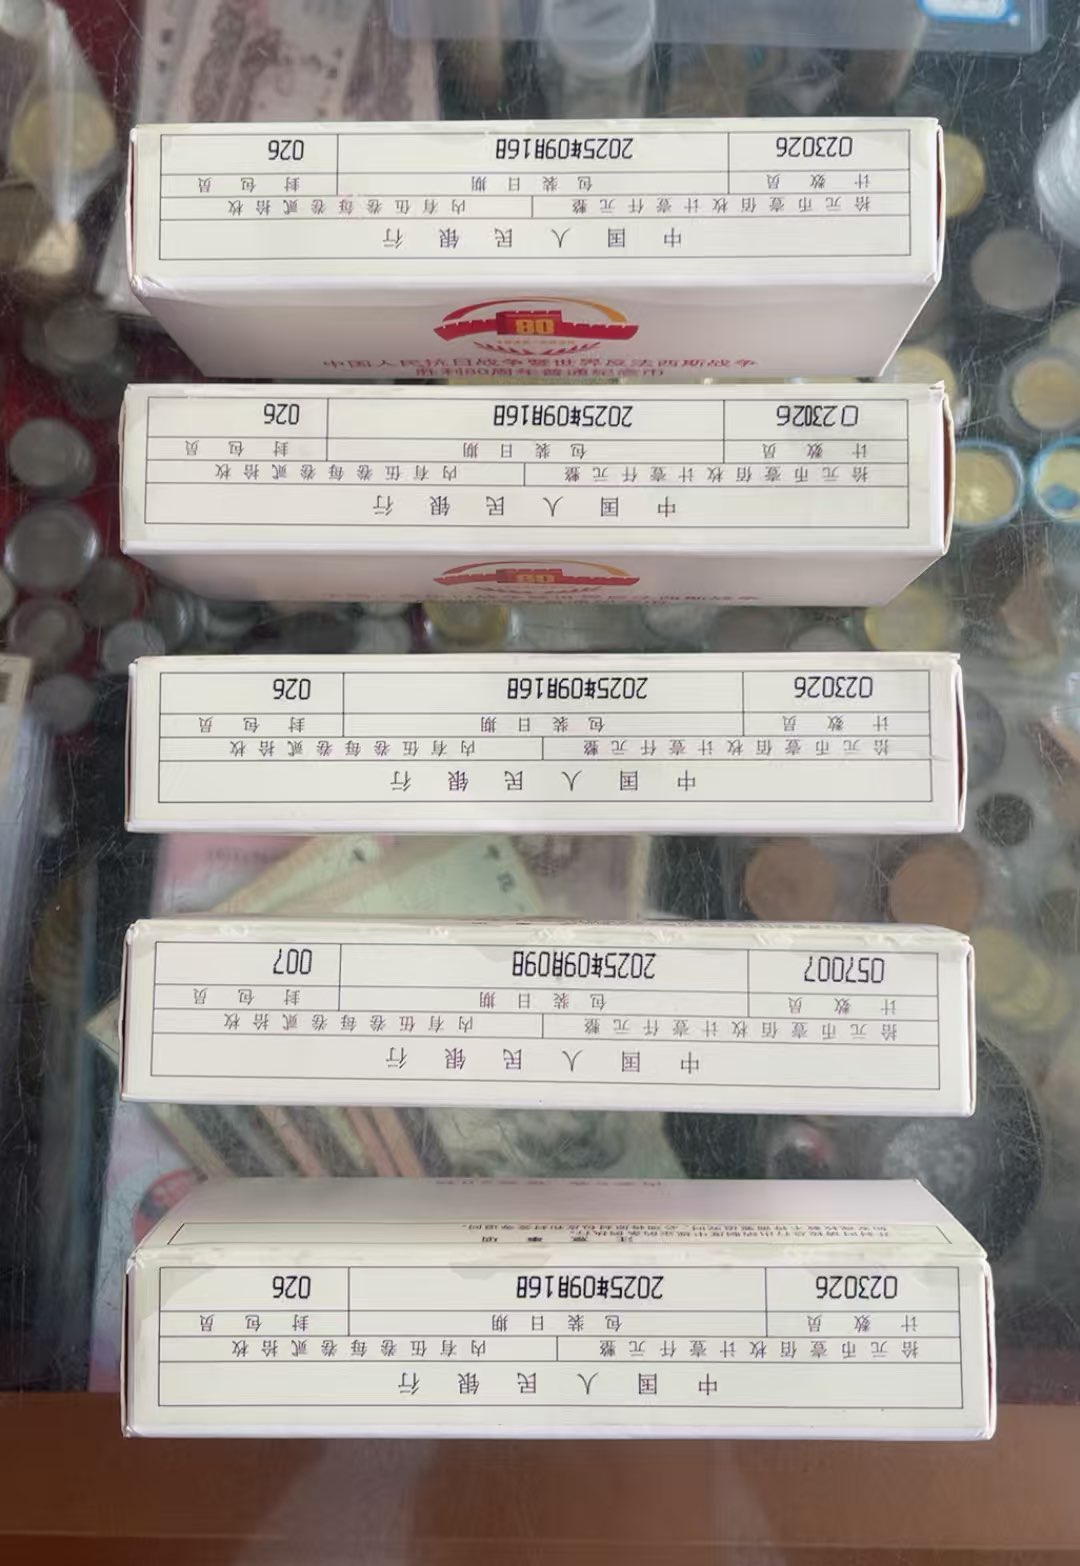 中国人民银行
拾元币壹佰枚计壹仟元整 内有伍卷每卷贰拾枚
计数员 包装日期 封包员
023026 2025年09月16日 026
80
中国人民抗日战争暨世界反法西斯战争
胜利80周年普通纪念币
中国人民银行
拾元币壹佰枚计壹仟元整 内有伍卷每卷贰拾枚
计数员 包装日期 封包员
023026 2025年09月16日 026
80
中国人民银行
拾元币壹佰枚计壹仟元整 内有伍卷每卷贰拾枚
计数员 包装日期 封包员
023026 2025年09月16日 026
中国人民银行
拾元币壹佰枚计壹仟元整 内有伍卷每卷贰拾枚
计数员 包装日期 封包员
057007 2025年09月09日 007
中国人民银行
拾元币壹佰枚计壹仟元整 内有伍卷每卷贰拾枚
计数员 包装日期 封包员
023026 2025年09月16日 026
注意事项